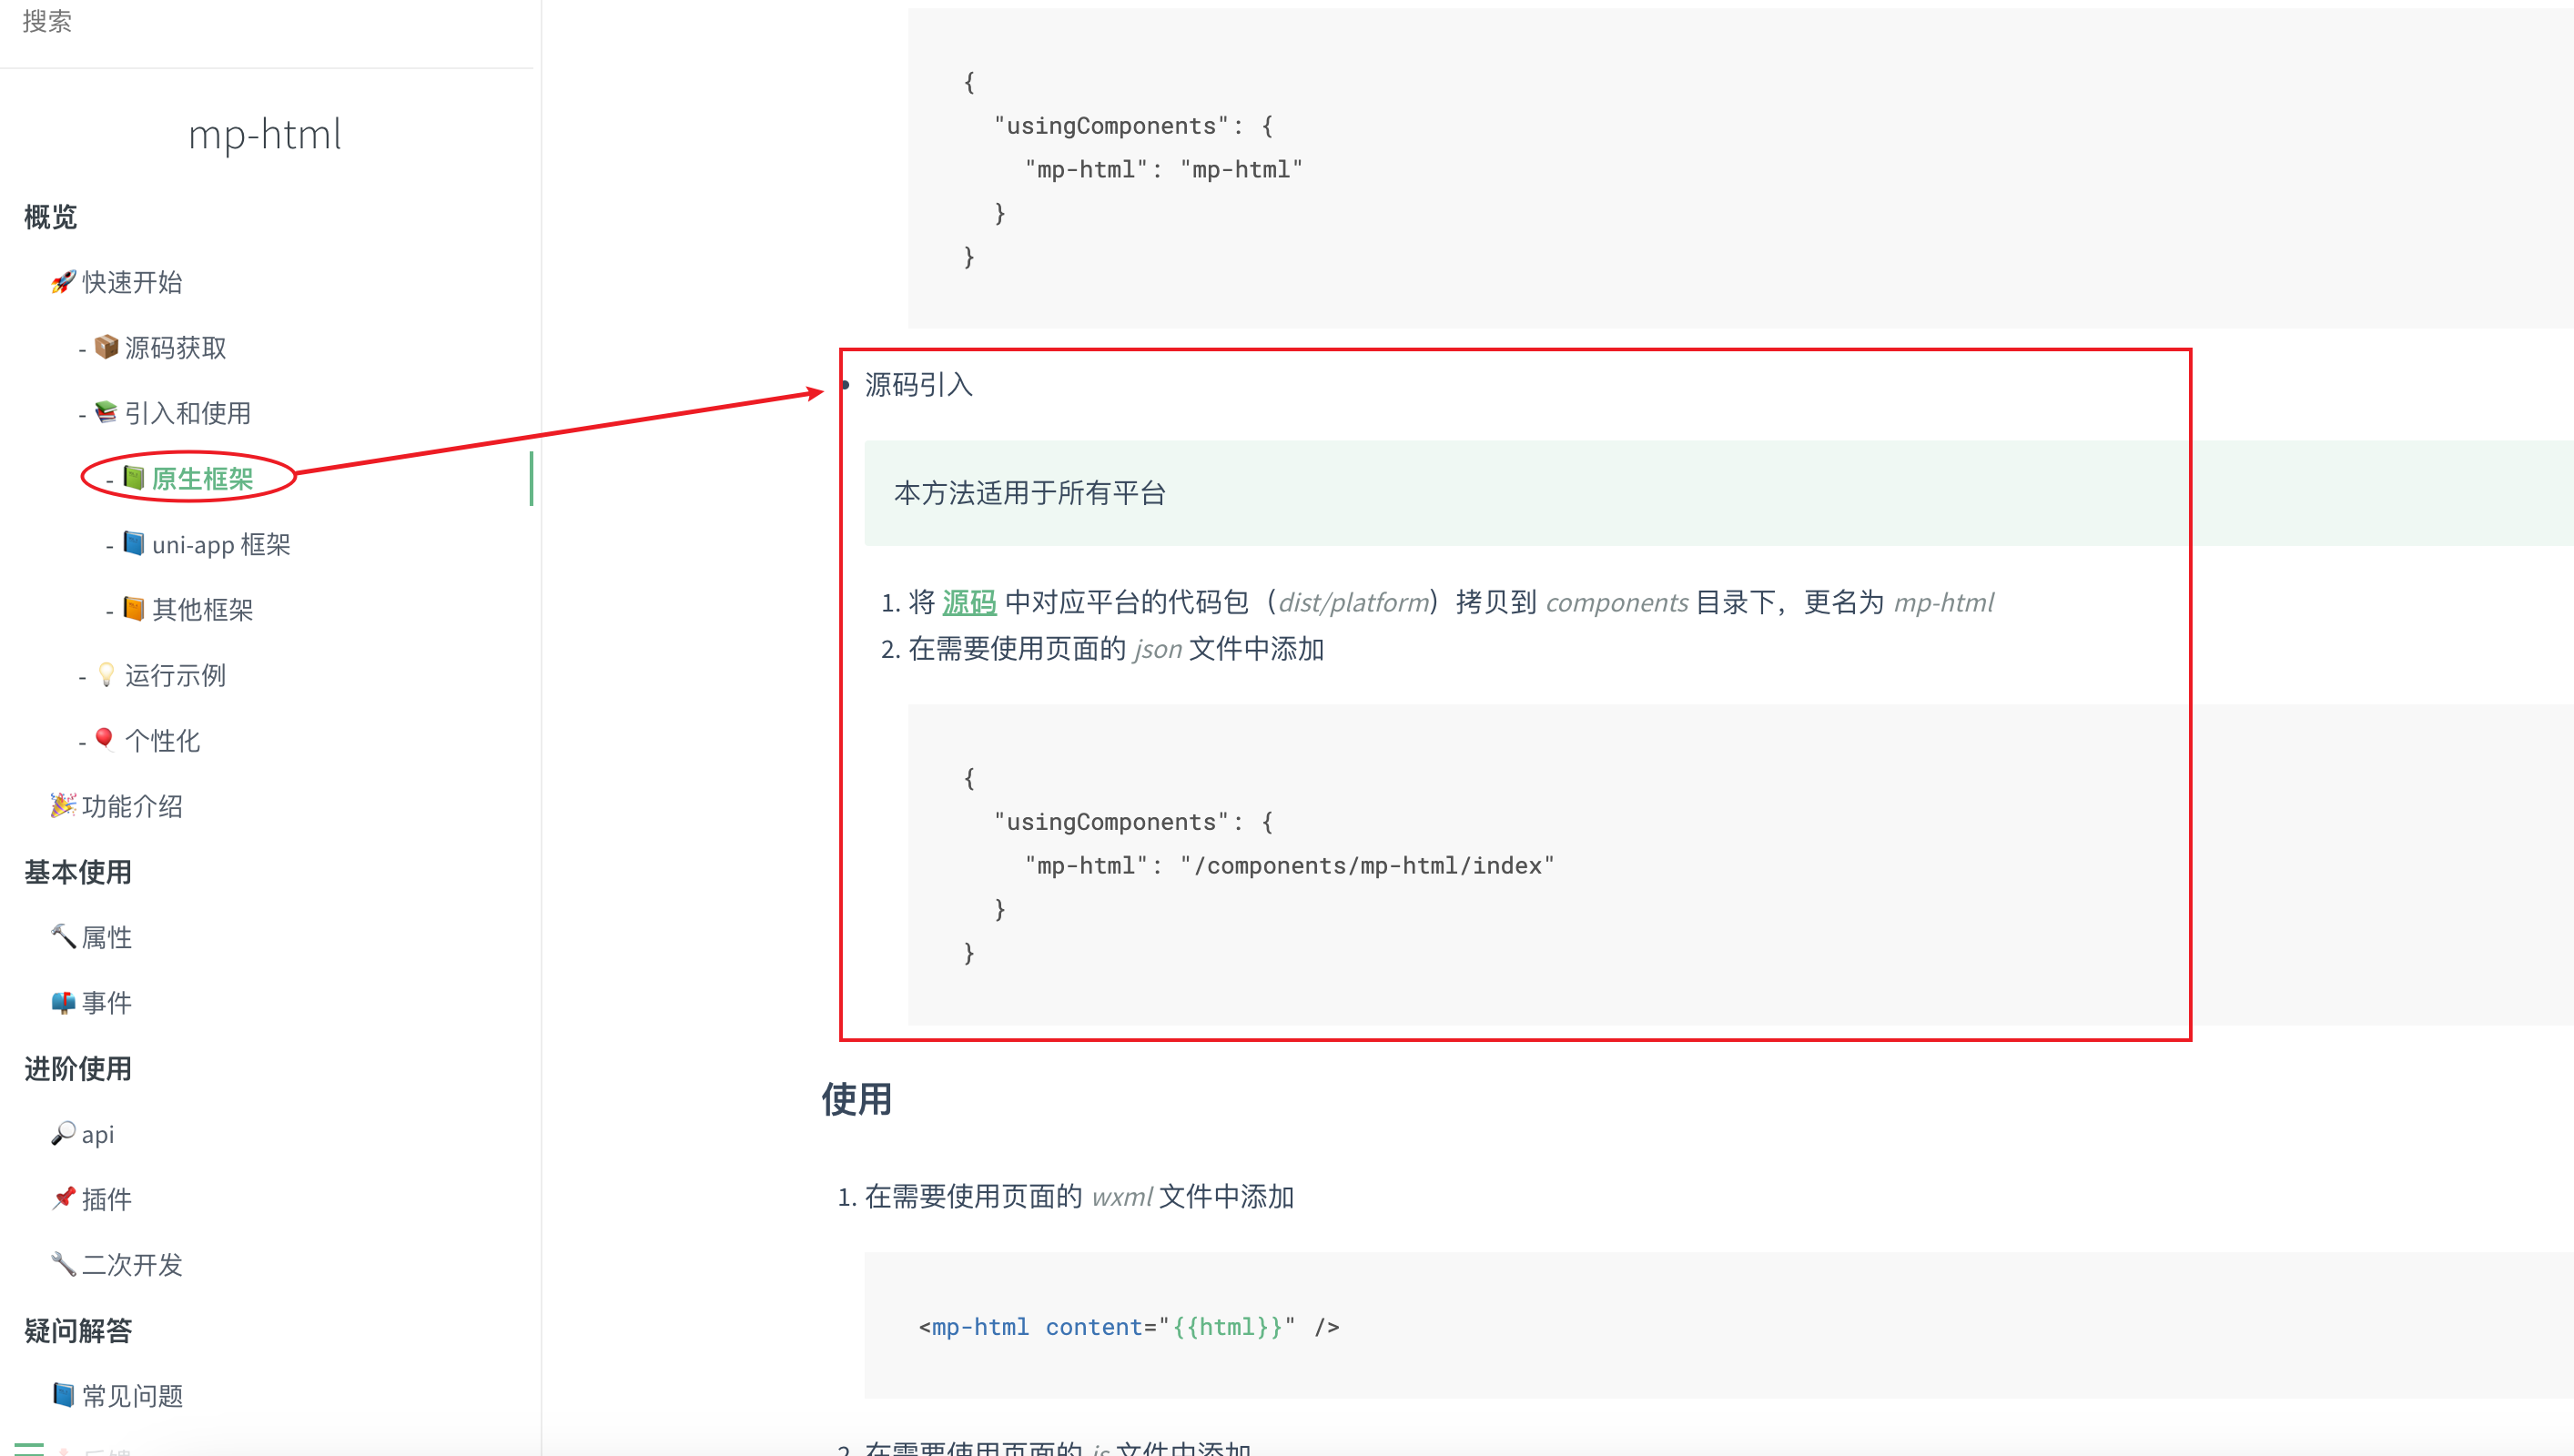 搜索
mp-html
概览
🚀 快速开始
- 📦 源码获取
- 📚 引入和使用
- 📗 原生框架
- 📘 uni-app 框架
- 📙 其他框架
- 💡 运行示例
- 🎈 个性化
🎉 功能介绍
基本使用
🔨 属性
📫 事件
进阶使用
🔎 api
📌 插件
🔧 二次开发
疑问解答
📘 常见问题
{
"usingComponents": {
"mp-html": "mp-html"
}
}
• 源码引入
本方法适用于所有平台
1. 将 源码 中对应平台的代码包（dist/platform）拷贝到 components 目录下，更名为 mp-html
2. 在需要使用页面的 json 文件中添加
{
"usingComponents": {
"mp-html": "/components/mp-html/index"
}
}
使用
1. 在需要使用页面的 wxml 文件中添加
<mp-html content="{{html}}" />
2. 在需要使用页面的 js 文件中添加